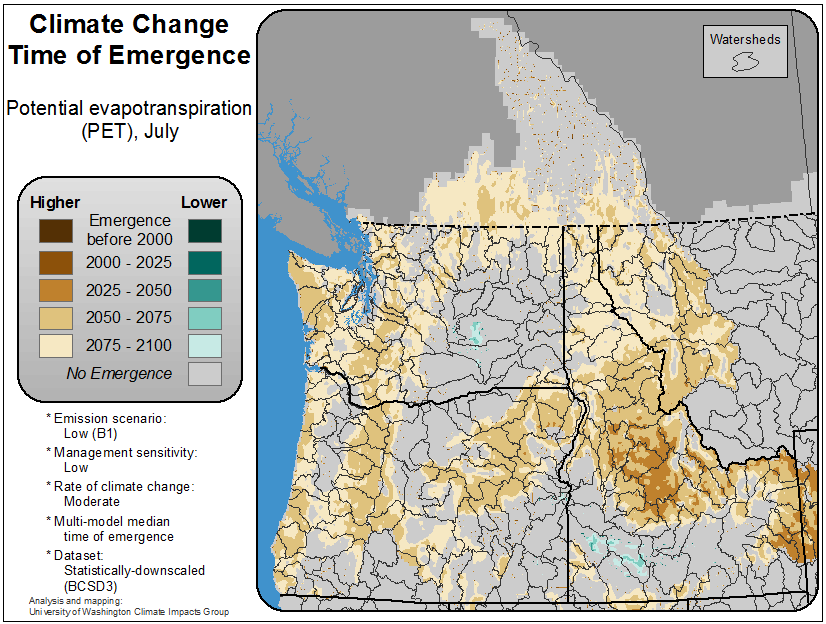 Climate Change
Time of Emergence
Potential evapotranspiration
(PET), July
Higher
Lower
Emergence
before 2000
2000 - 2025
2025 - 2050
2050 - 2075
2075 - 2100
No Emergence
* Emission scenario:
Low (B1)
* Management sensitivity:
Low
* Rate of climate change:
Moderate
* Multi-model median
time of emergence
* Dataset:
Statistically-downscaled
(BCSD3)
Analysis and mapping:
University of Washington Climate Impacts Group
Watersheds